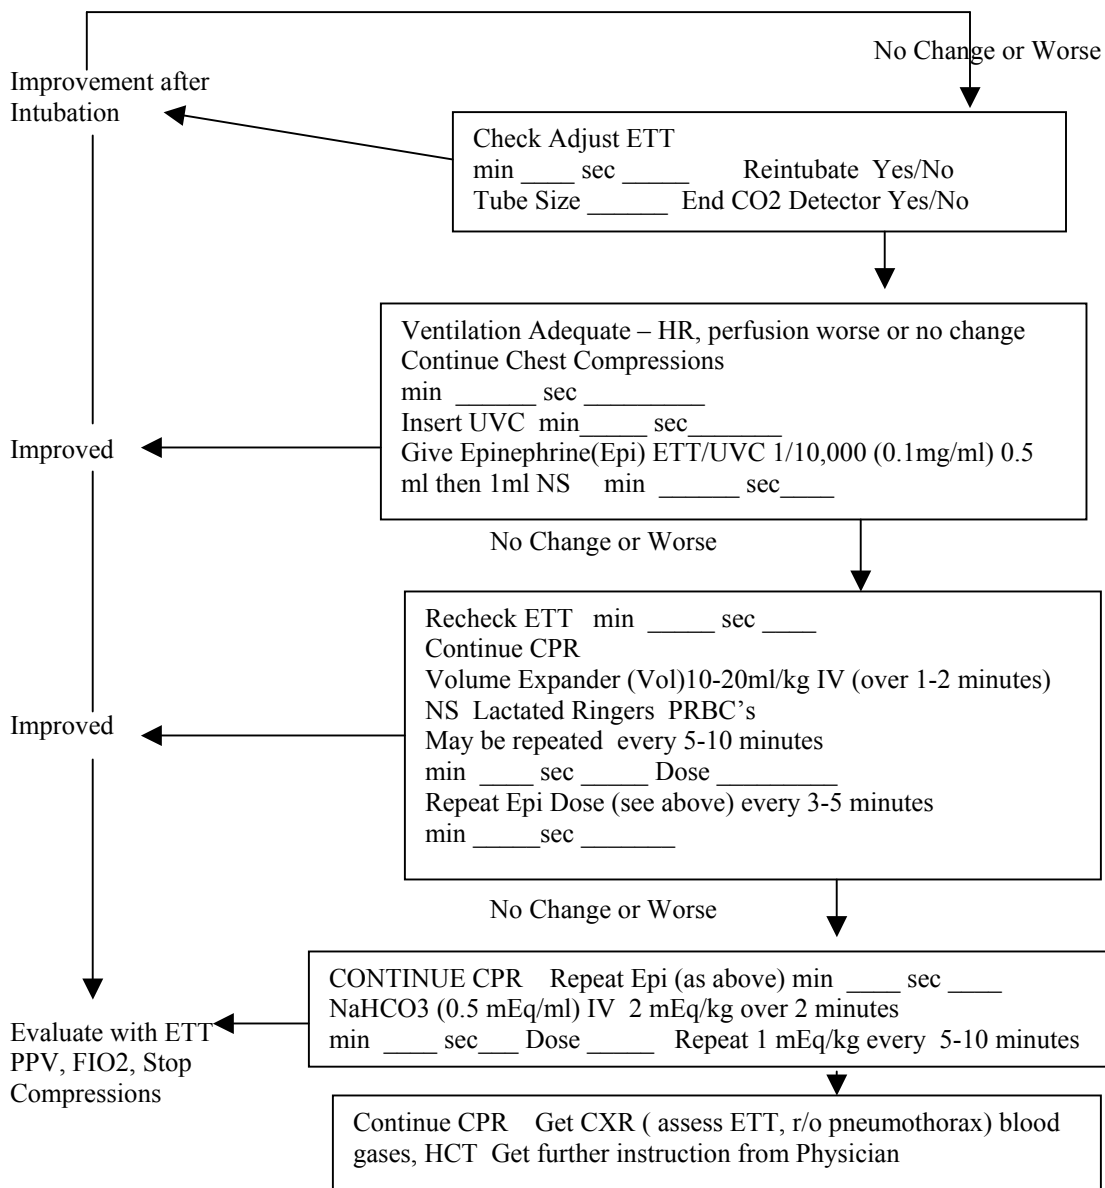 No Change or Worse
Improvement after
Intubation
Check Adjust ETT
min ____ sec _____ Reintubate Yes/No
Tube Size ______ End CO2 Detector Yes/No
Ventilation Adequate – HR, perfusion worse or no change
Continue Chest Compressions
min ______ sec _________
Insert UVC min_____ sec_______
Give Epinephrine(Epi) ETT/UVC 1/10,000 (0.1mg/ml) 0.5
ml then 1ml NS min ______ sec____
Improved
No Change or Worse
Recheck ETT min _____ sec ____
Continue CPR
Volume Expander (Vol)10-20ml/kg IV (over 1-2 minutes)
NS Lactated Ringers PRBC’s
May be repeated every 5-10 minutes
min ____ sec _____ Dose _________
Repeat Epi Dose (see above) every 3-5 minutes
min _____sec _______
Improved
No Change or Worse
CONTINUE CPR Repeat Epi (as above) min ____ sec ____
NaHCO3 (0.5 mEq/ml) IV 2 mEq/kg over 2 minutes
min ____ sec___ Dose _____ Repeat 1 mEq/kg every 5-10 minutes
Evaluate with ETT
PPV, FIO2, Stop
Compressions
Continue CPR Get CXR ( assess ETT, r/o pneumothorax) blood
gases, HCT Get further instruction from Physician